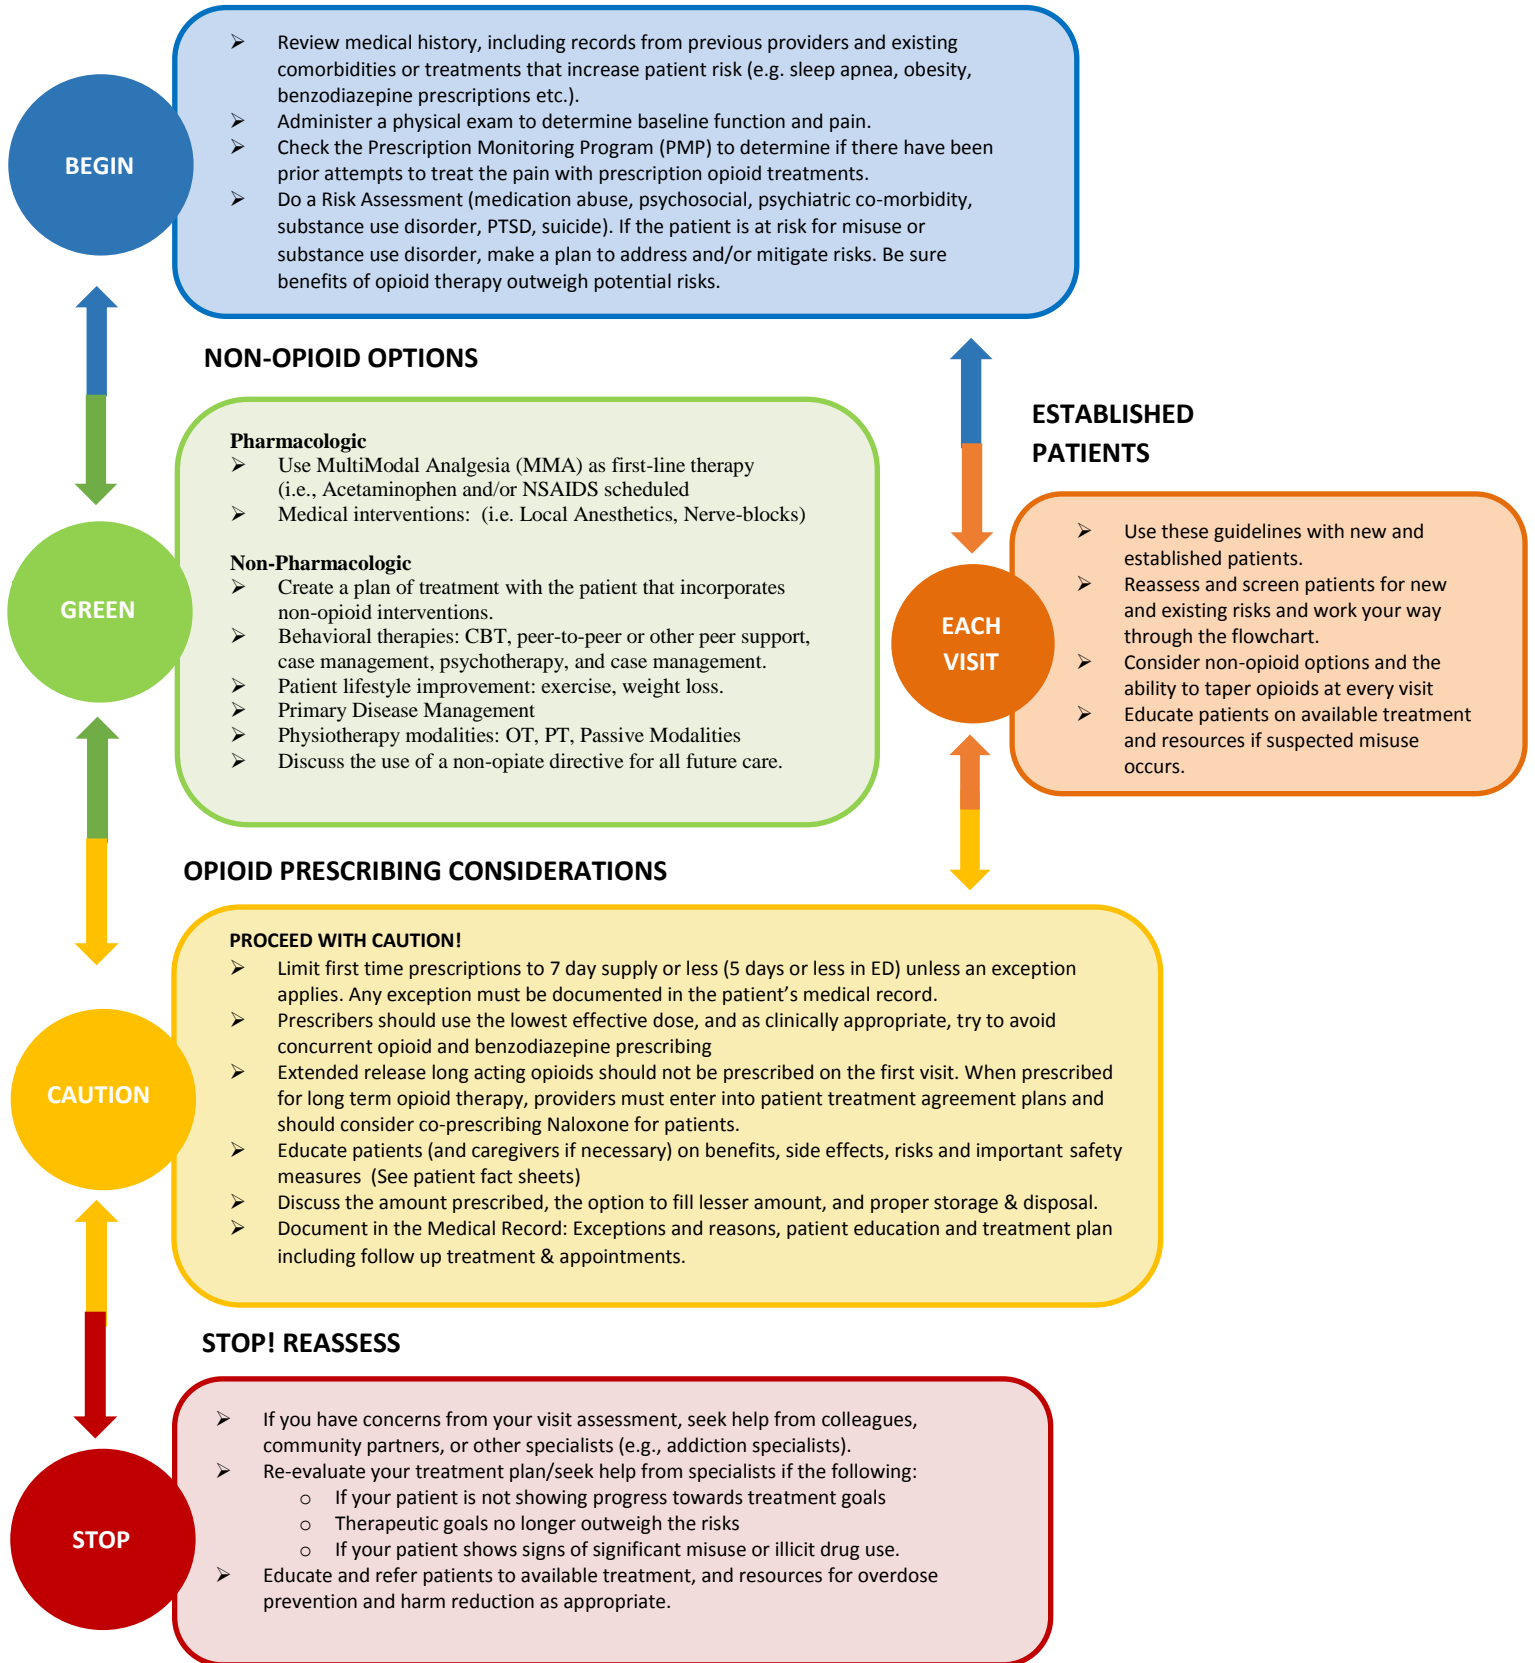 BEGIN
➢ Review medical history, including records from previous providers and existing
comorbidities or treatments that increase patient risk (e.g. sleep apnea, obesity,
benzodiazepine prescriptions etc.).
➢ Administer a physical exam to determine baseline function and pain.
➢ Check the Prescription Monitoring Program (PMP) to determine if there have been
prior attempts to treat the pain with prescription opioid treatments.
➢ Do a Risk Assessment (medication abuse, psychosocial, psychiatric co-morbidity,
substance use disorder, PTSD, suicide). If the patient is at risk for misuse or
substance use disorder, make a plan to address and/or mitigate risks. Be sure
benefits of opioid therapy outweigh potential risks.
NON-OPIOID OPTIONS
GREEN
Pharmacologic
➢ Use MultiModal Analgesia (MMA) as first-line therapy
(i.e., Acetaminophen and/or NSAIDS scheduled
➢ Medical interventions:  (i.e. Local Anesthetics, Nerve-blocks)
Non-Pharmacologic
➢ Create a plan of treatment with the patient that incorporates
non-opioid interventions.
➢ Behavioral therapies: CBT, peer-to-peer or other peer support,
case management, psychotherapy, and case management.
➢ Patient lifestyle improvement: exercise, weight loss.
➢ Primary Disease Management
➢ Physiotherapy modalities: OT, PT, Passive Modalities
➢ Discuss the use of a non-opiate directive for all future care.
ESTABLISHED
PATIENTS
EACH
VISIT
➢ Use these guidelines with new and
established patients.
➢ Reassess and screen patients for new
and existing risks and work your way
through the flowchart.
➢ Consider non-opioid options and the
ability to taper opioids at every visit
➢ Educate patients on available treatment
and resources if suspected misuse
occurs.
OPIOID PRESCRIBING CONSIDERATIONS
CAUTION
PROCEED WITH CAUTION!
➢ Limit first time prescriptions to 7 day supply or less (5 days or less in ED) unless an exception
applies. Any exception must be documented in the patient’s medical record.
➢ Prescribers should use the lowest effective dose, and as clinically appropriate, try to avoid
concurrent opioid and benzodiazepine prescribing
➢ Extended release long acting opioids should not be prescribed on the first visit. When prescribed
for long term opioid therapy, providers must enter into patient treatment agreement plans and
should consider co-prescribing Naloxone for patients.
➢ Educate patients (and caregivers if necessary) on benefits, side effects, risks and important safety
measures  (See patient fact sheets)
➢ Discuss the amount prescribed, the option to fill lesser amount, and proper storage & disposal.
➢ Document in the Medical Record: Exceptions and reasons, patient education and treatment plan
including follow up treatment & appointments.
STOP! REASSESS
STOP
➢ If you have concerns from your visit assessment, seek help from colleagues,
community partners, or other specialists (e.g., addiction specialists).
➢ Re-evaluate your treatment plan/seek help from specialists if the following:
o If your patient is not showing progress towards treatment goals
o Therapeutic goals no longer outweigh the risks
o If your patient shows signs of significant misuse or illicit drug use.
➢ Educate and refer patients to available treatment, and resources for overdose
prevention and harm reduction as appropriate.